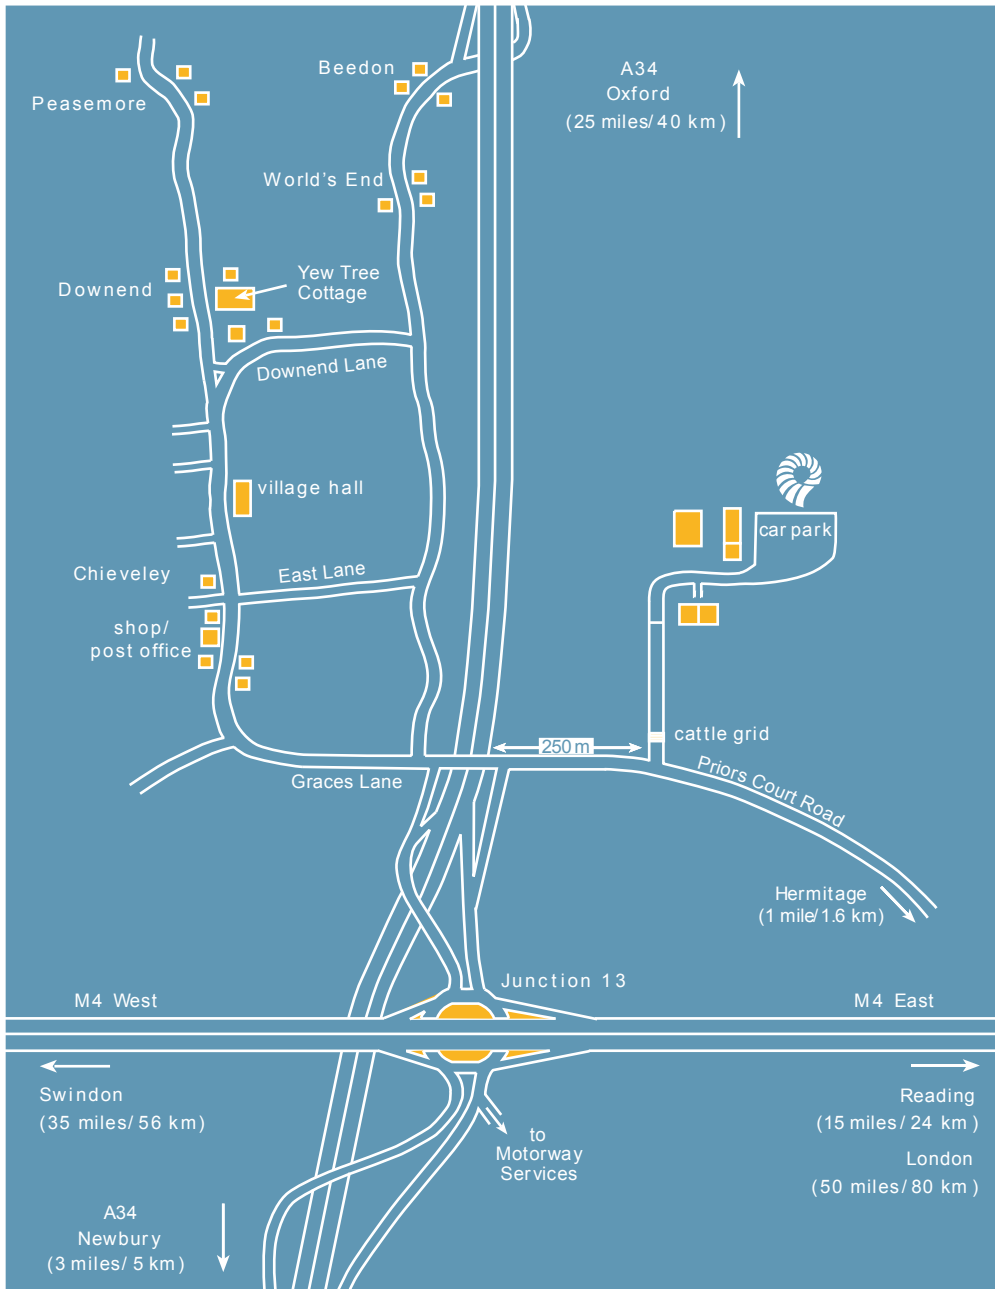 Beedon
Peasemore
A34
Oxford
(25 miles/ 40 km)
World's End
Yew Tree
Cottage
Downend
Downend Lane
village hall
car park
Chieveley
East Lane
shop/
post office
250 m
cattle grid
Graces Lane
Priors Court Road
Hermitage
(1 mile/1.6 km)
Junction 13
M4 West
M4 East
Swindon
(35 miles/ 56 km)
Reading
(15 miles/ 24 km)
to
Motorway
Services
London
(50 miles/ 80 km)
A34
Newbury
(3 miles/ 5 km)